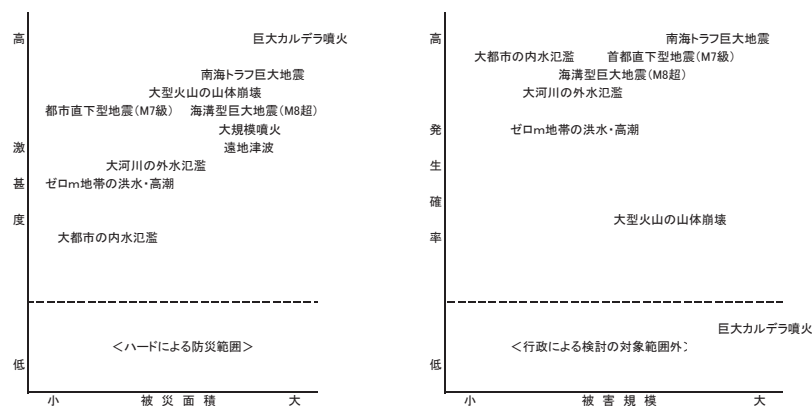 高
巨大カルデラ噴火
南海トラフ巨大地震
大型火山の山体崩壊
都市直下型地震(M7級) 海溝型巨大地震(M8超)
大規模噴火
激 遠地津波
大河川の外水氾濫
甚 ゼロm地帯の洪水・高潮
度
大都市の内水氾濫
<ハードによる防災範囲>
低
小 被災面積 大
高 南海トラフ巨大地震
大都市の内水氾濫 首都直下型地震(M7級)
海溝型巨大地震(M8超)
大河川の外水氾濫
発 ゼロm地帯の洪水・高潮
生
確
大型火山の山体崩壊
率
巨大カルデラ噴火
<行政による検討の対象範囲外>
低
小 被害規模 大